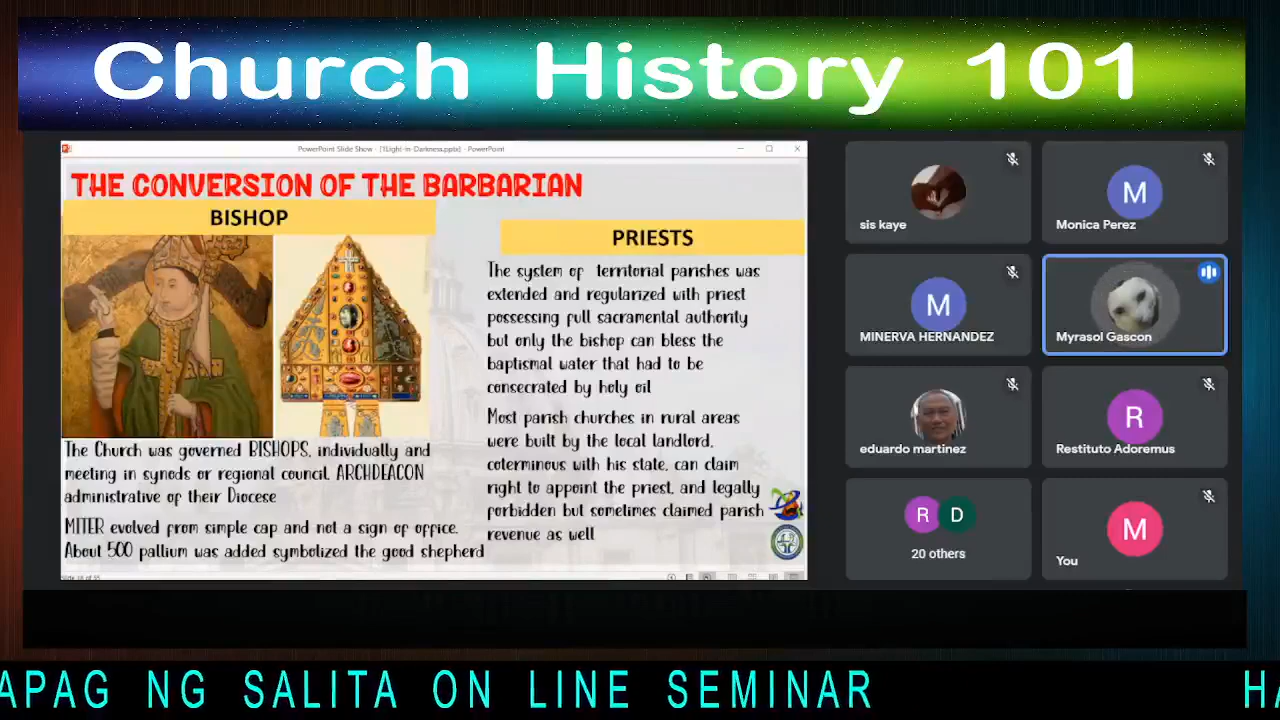 Church History 101
PowerPoint Slide Show - [1Light-in-Darkness.pptx] - PowerPoint
THE CONVERSION OF THE BARBARIAN
BISHOP
The Church was governed BISHOPS, individually and
meeting in synods or regional council. ARCHDEACON
administrative of their Diocese
MITER evolved from simple cap and not a sign of office.
About 500 pallium was added symbolized the good shepherd
PRIESTS
The system of territorial parishes was
extended and regularized with priest
possessing full sacramental authority
but only the bishop can bless the
baptismal water that had to be
consecrated by holy oil
Most parish churches in rural areas
were built by the local landlord,
coterminous with his state, can claim
right to appoint the priest, and legally
forbidden but sometimes claimed parish
revenue as well
sis kaye
M
Monica Perez
M
MINERVA HERNANDEZ
Myrasol Gascon
eduardo martinez
R
Restituto Adoremus
R D
20 others
M
You
APAG NG SALITA ON LINE SEMINAR
HA